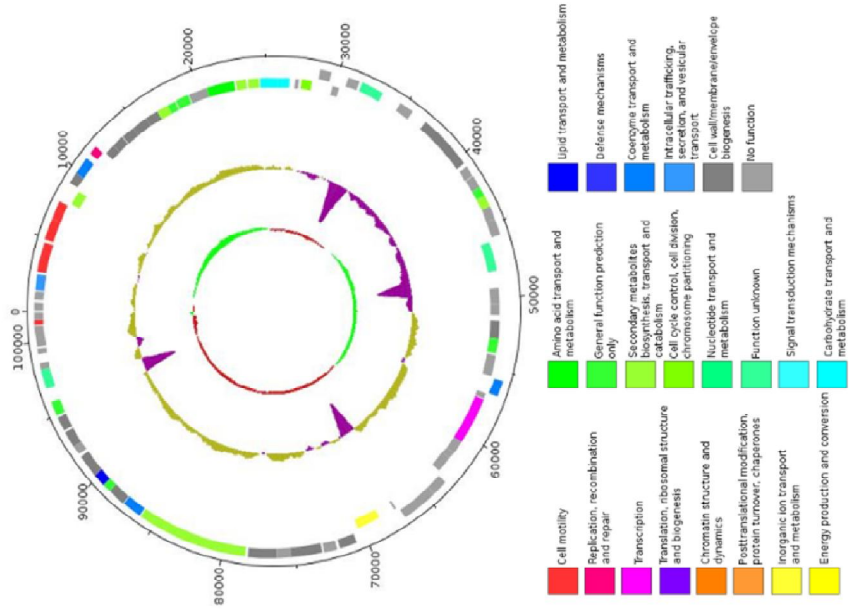 0
10000
20000
30000
40000
50000
60000
70000
80000
90000
100000
Cell motility
Replication, recombination
and repair
Transcription
Translation, ribosomal structure
and biogenesis
Chromatin structure and
dynamics
Posttranslational modification,
protein turnover, chaperones
Inorganic ion transport
and metabolism
Energy production and conversion
Amino acid transport and
metabolism
General function prediction
only
Secondary metabolites
biosynthesis, transport and
catabolism
Cell cycle control, cell division,
chromosome partitioning
Nucleotide transport and
metabolism
Function unknown
Signal transduction mechanisms
Carbohydrate transport and
metabolism
Lipid transport and metabolism
Defense mechanisms
Coenzyme transport and
metabolism
Intracellular trafficking,
secretion, and vesicular
transport
Cell wall/membrane/envelope
biogenesis
No function